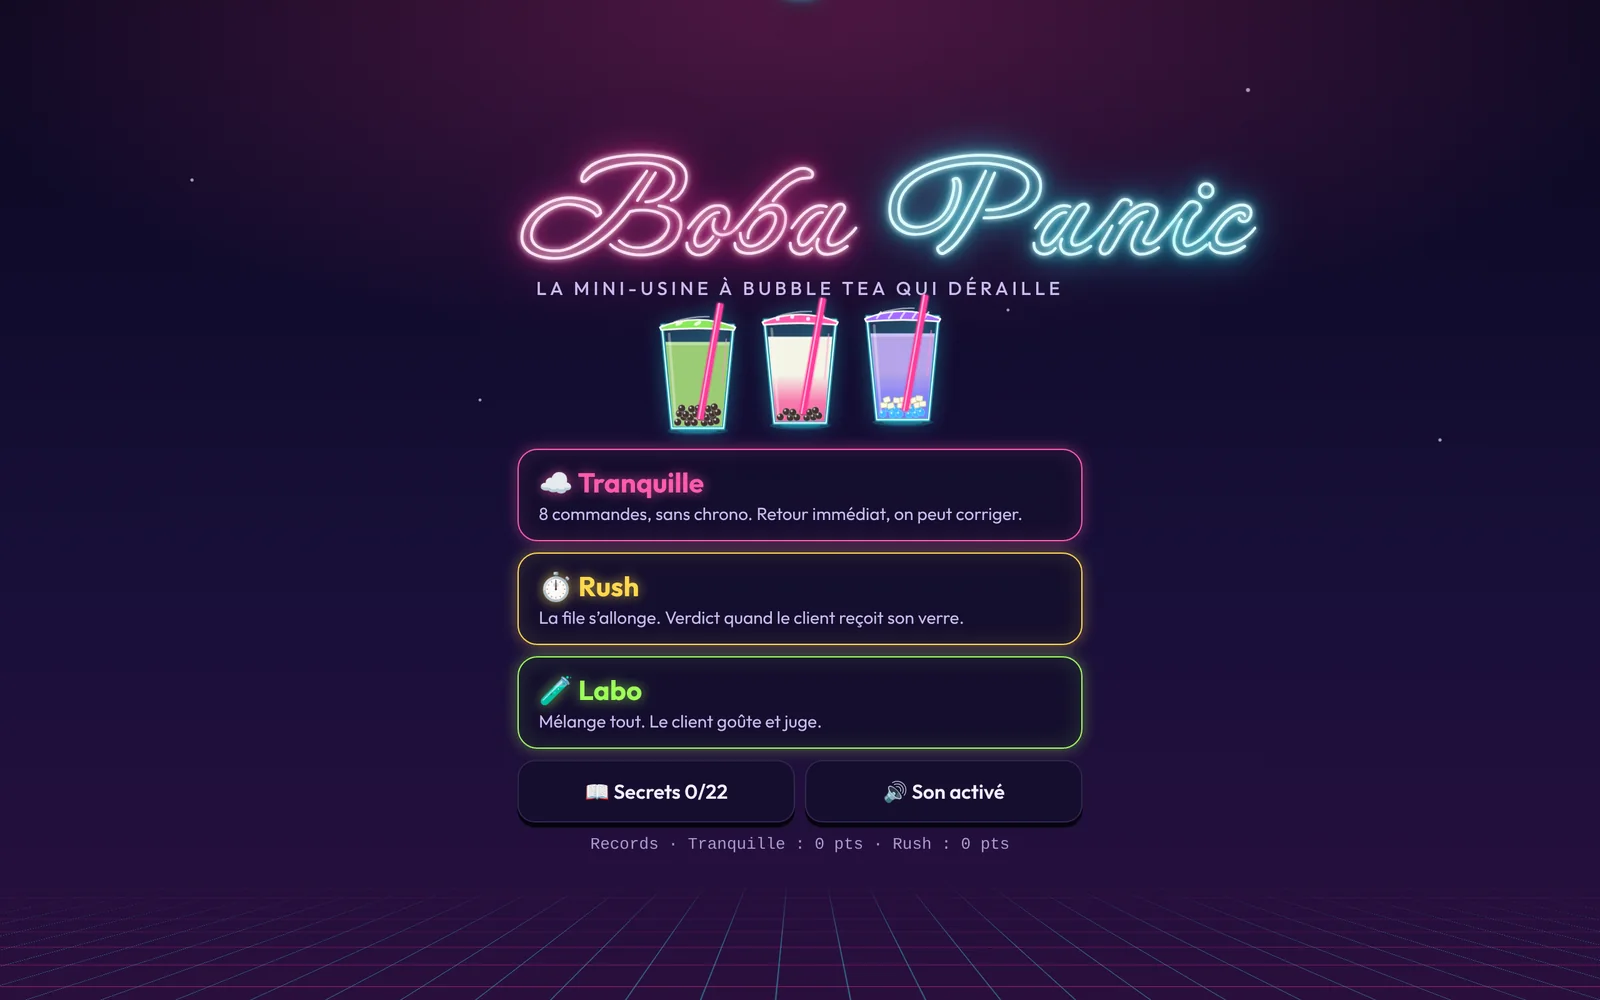 Boba Panic
LA MINI-USINE À BUBBLE TEA QUI DÉRAILLE
Tranquille
8 commandes, sans chrono. Retour immédiat, on peut corriger.
Rush
La file s’allonge. Verdict quand le client reçoit son verre.
Labo
Mélange tout. Le client goûte et juge.
Secrets 0/22
Son activé
Records · Tranquille : 0 pts · Rush : 0 pts